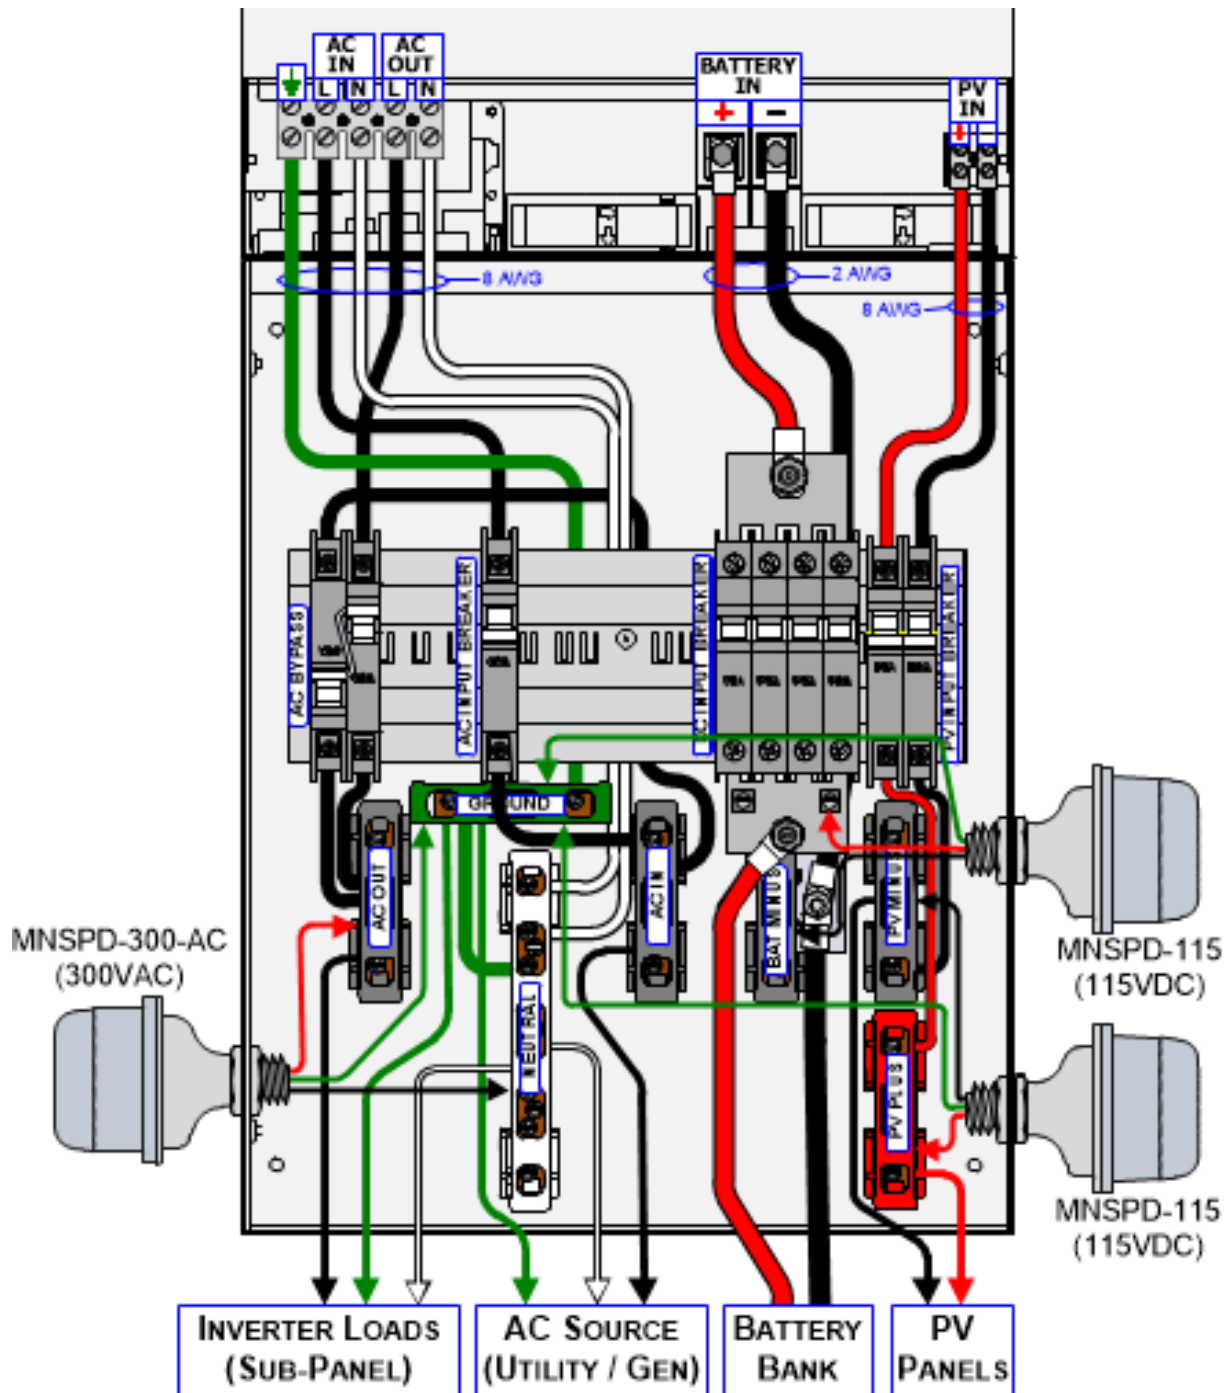 AC
IN
AC
OUT
L N L N
BATTERY
IN
+ −
PV
IN
+ −
8 AWG
2 AWG
8 AWG
AC BYPASS
AC INPUT BREAKER
DC INPUT BREAKER
PV INPUT BREAKER
GROUND
AC OUT
NEUTRAL
AC IN
BAT MINUS
PV MINUS
PV PLUS
MNSPD-300-AC
(300VAC)
MNSPD-115
(115VDC)
MNSPD-115
(115VDC)
INVERTER LOADS
(SUB-PANEL)
AC SOURCE
(UTILITY / GEN)
BATTERY
BANK
PV
PANELS